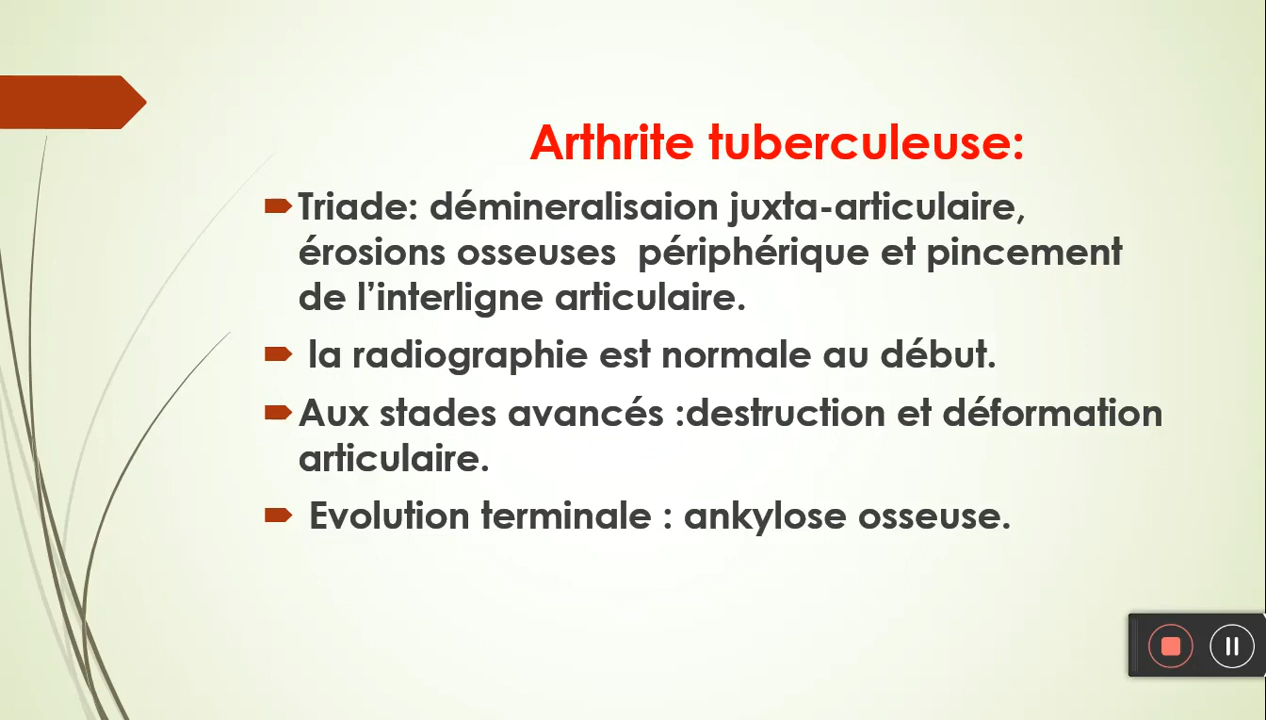 Arthrite tuberculeuse:
Triade: démineralisaion juxta-articulaire,
érosions osseuses  périphérique et pincement
de l’interligne articulaire.
la radiographie est normale au début.
Aux stades avancés :destruction et déformation
articulaire.
Evolution terminale : ankylose osseuse.